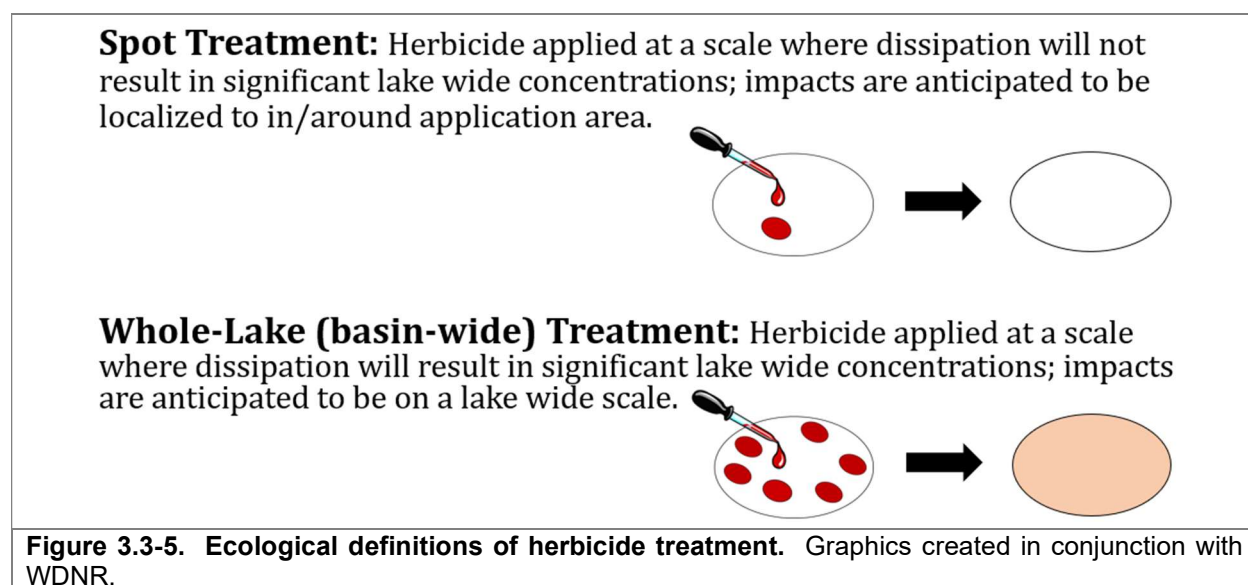 Spot Treatment: Herbicide applied at a scale where dissipation will not
result in significant lake wide concentrations; impacts are anticipated to be
localized to in/around application area.
Whole-Lake (basin-wide) Treatment: Herbicide applied at a scale
where dissipation will result in significant lake wide concentrations; impacts
are anticipated to be on a lake wide scale.
Figure 3.3-5. Ecological definitions of herbicide treatment. Graphics created in conjunction with
WDNR.